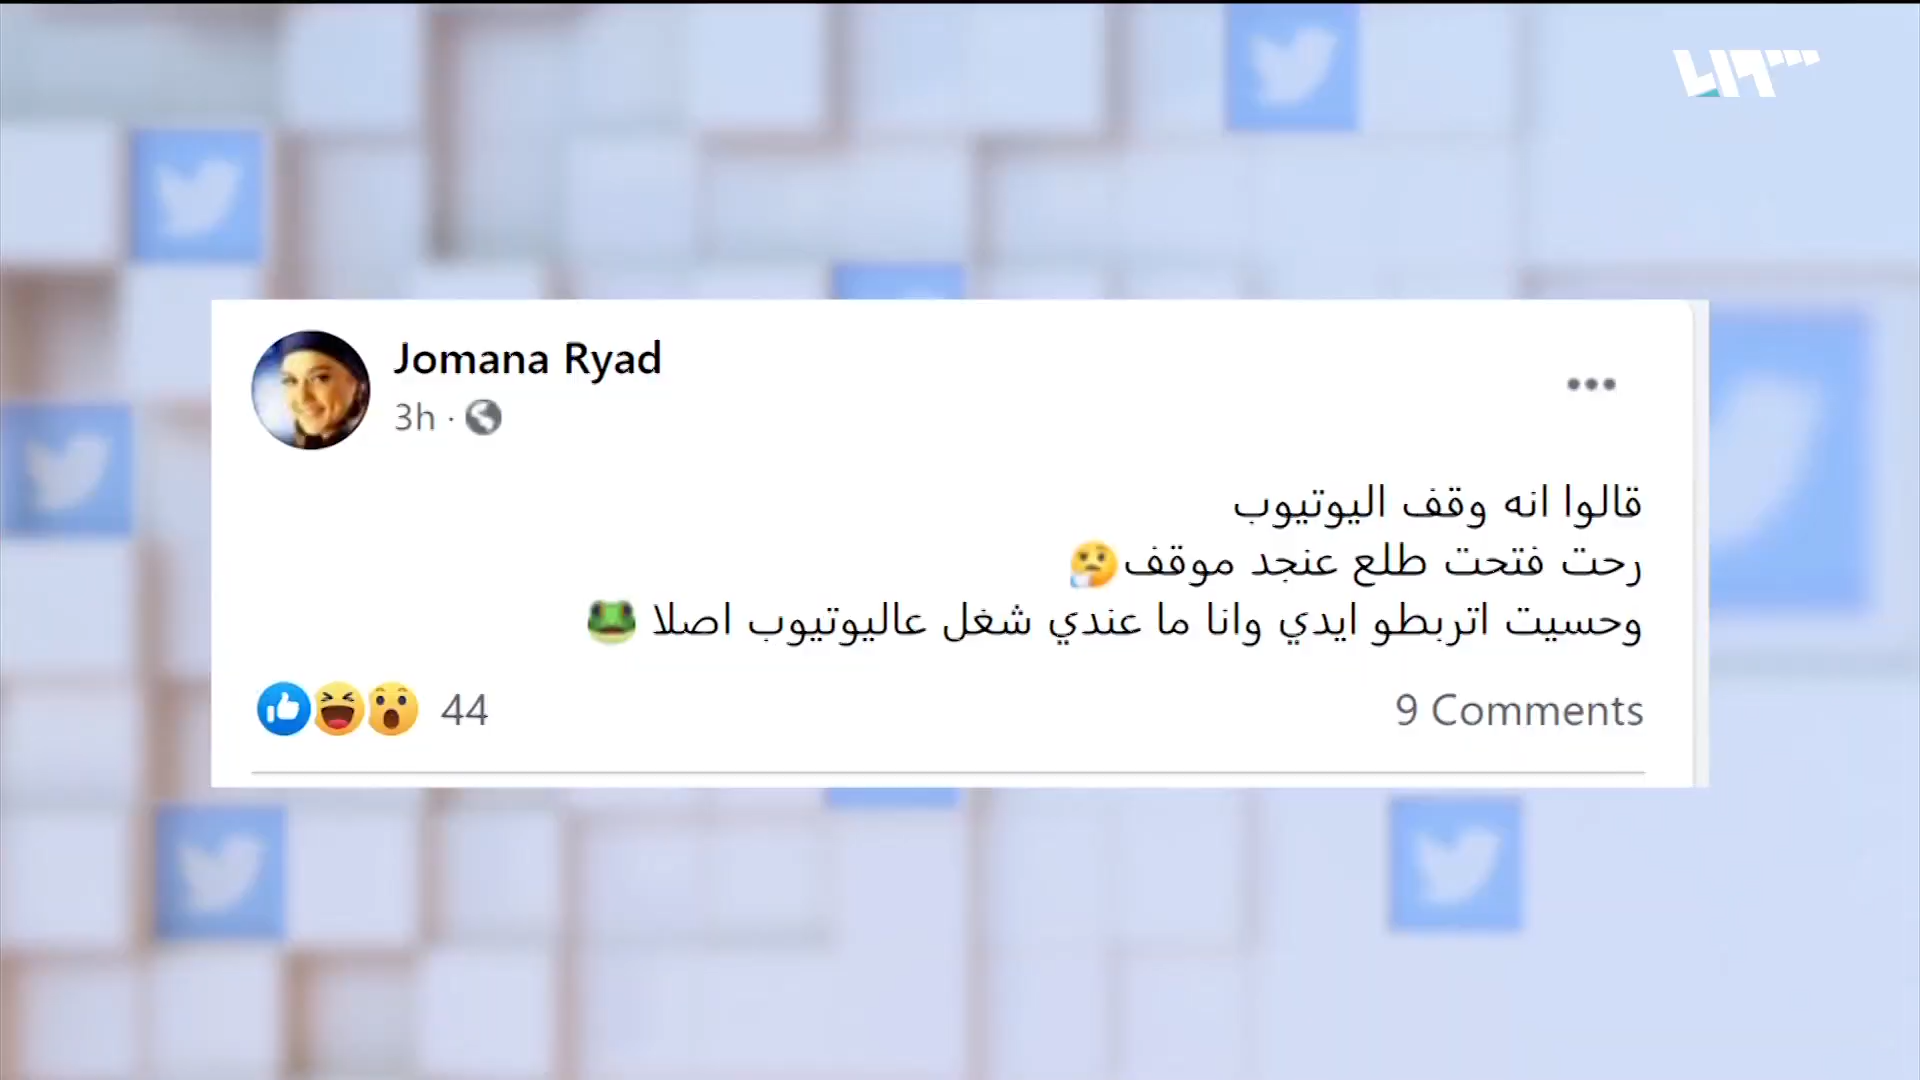 Jomana Ryad
3h ·
قالوا انه وقف اليوتيوب
رحت فتحت طلع عنجد موقف🤔
وحسيت اتربطو ايدي وانا ما عندي شغل عاليوتيوب اصلا 🐸
44
9 Comments